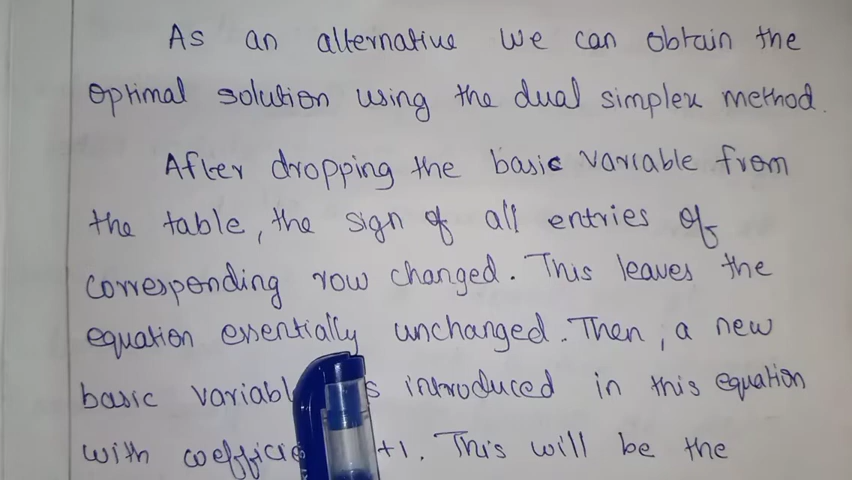 As an alternative we can obtain the
optimal solution using the dual simplex method.
After dropping the basic variable from
the table, the sign of all entries of
corresponding row changed. This leaves the
equation essentially unchanged. Then, a new
basic introduced in this equation
with +1. This will be the